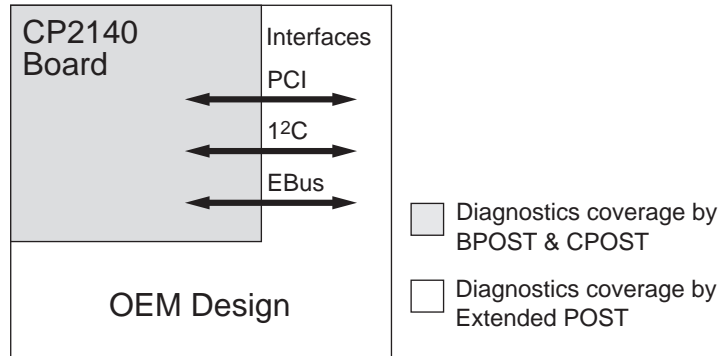 CP2140
Board
Interfaces
PCI
1²C
EBus
OEM Design
Diagnostics coverage by
BPOST & CPOST
Diagnostics coverage by
Extended POST